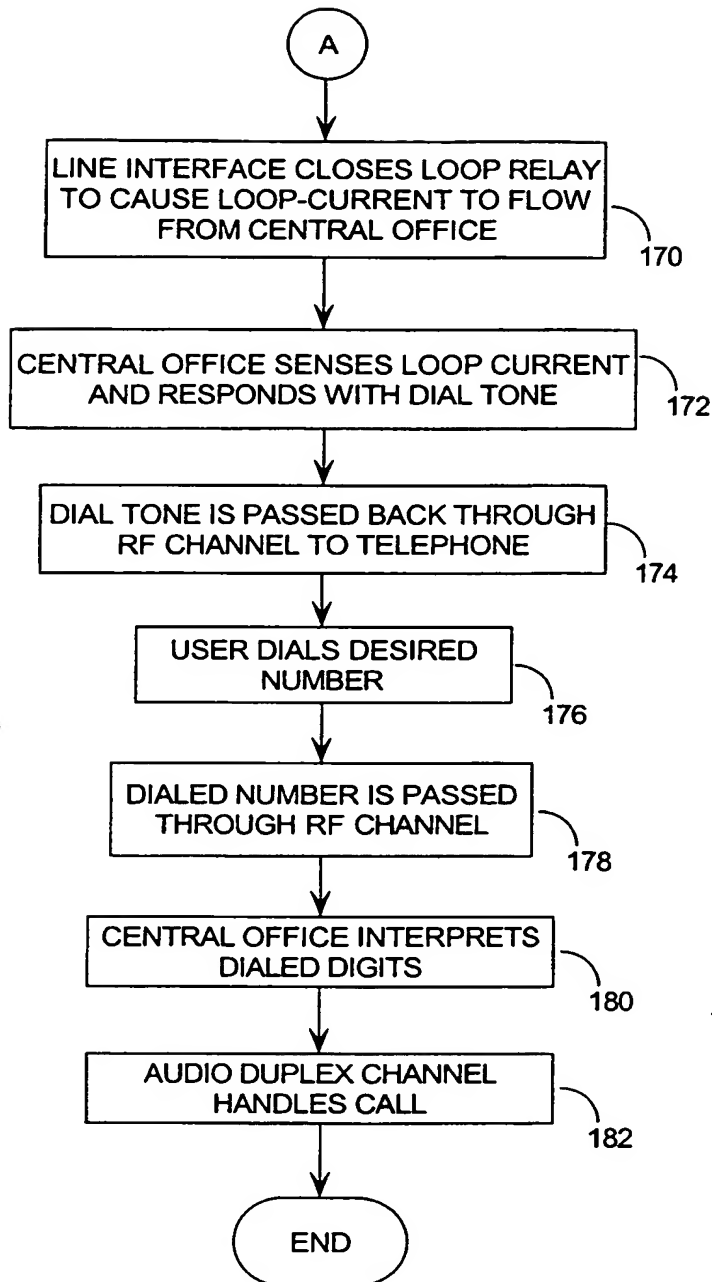 A
LINE INTERFACE CLOSES LOOP RELAY
TO CAUSE LOOP-CURRENT TO FLOW
FROM CENTRAL OFFICE
170
CENTRAL OFFICE SENSES LOOP CURRENT
AND RESPONDS WITH DIAL TONE
172
DIAL TONE IS PASSED BACK THROUGH
RF CHANNEL TO TELEPHONE
174
USER DIALS DESIRED
NUMBER
176
DIALED NUMBER IS PASSED
THROUGH RF CHANNEL
178
CENTRAL OFFICE INTERPRETS
DIALED DIGITS
180
AUDIO DUPLEX CHANNEL
HANDLES CALL
182
END